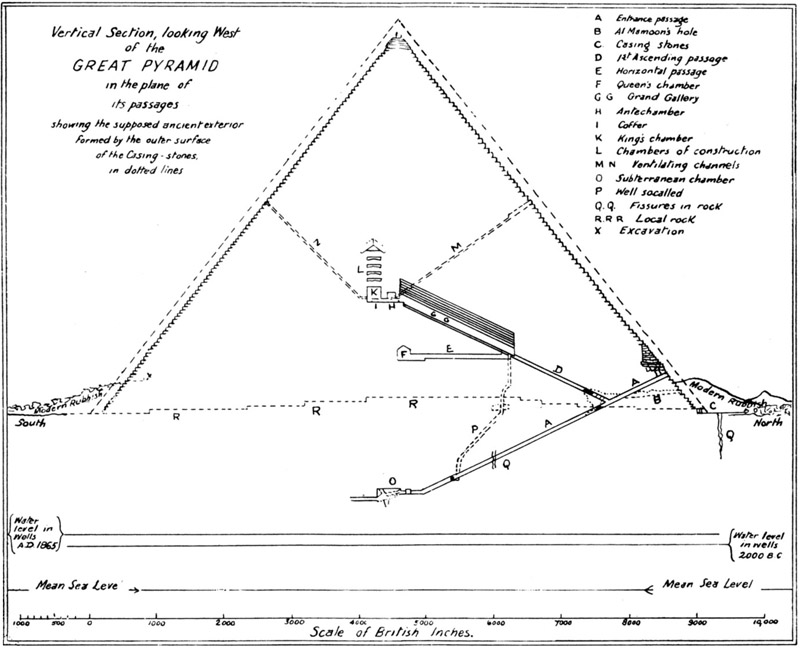 Vertical Section, looking West
of the
GREAT PYRAMID
in the plane of
its passages
showing the supposed ancient exterior
formed by the outer surface
of the Casing-stones,
in dotted lines
A Entrance passage
B Al Mamoon's hole
C. Casing stones
D 1st Ascending passage
E Horizontal passage
F Queen's chamber
G G Grand Gallery
H Antechamber
I Coffer
K King's chamber
L Chambers of construction
M N Ventilating channels
O Subterranean chamber
P Well socalled
Q.Q. Fissures in rock
R.R.R Local rock
X Excavation
N
M
L
K
I H
G G
F
E
D
A
B
C
Modern Rubbish
Modern Rubbish
R
R
R
South
North
P
A
Q
Q
O
Water
level in
Wells
A.D. 1865
Water level
in wells
2000 B C
Mean Sea Leve
Mean Sea Level
1000 500 0 1000 2000 3000 4000 5000 6000 7000 8000 9000 10,000
Scale of British Inches.